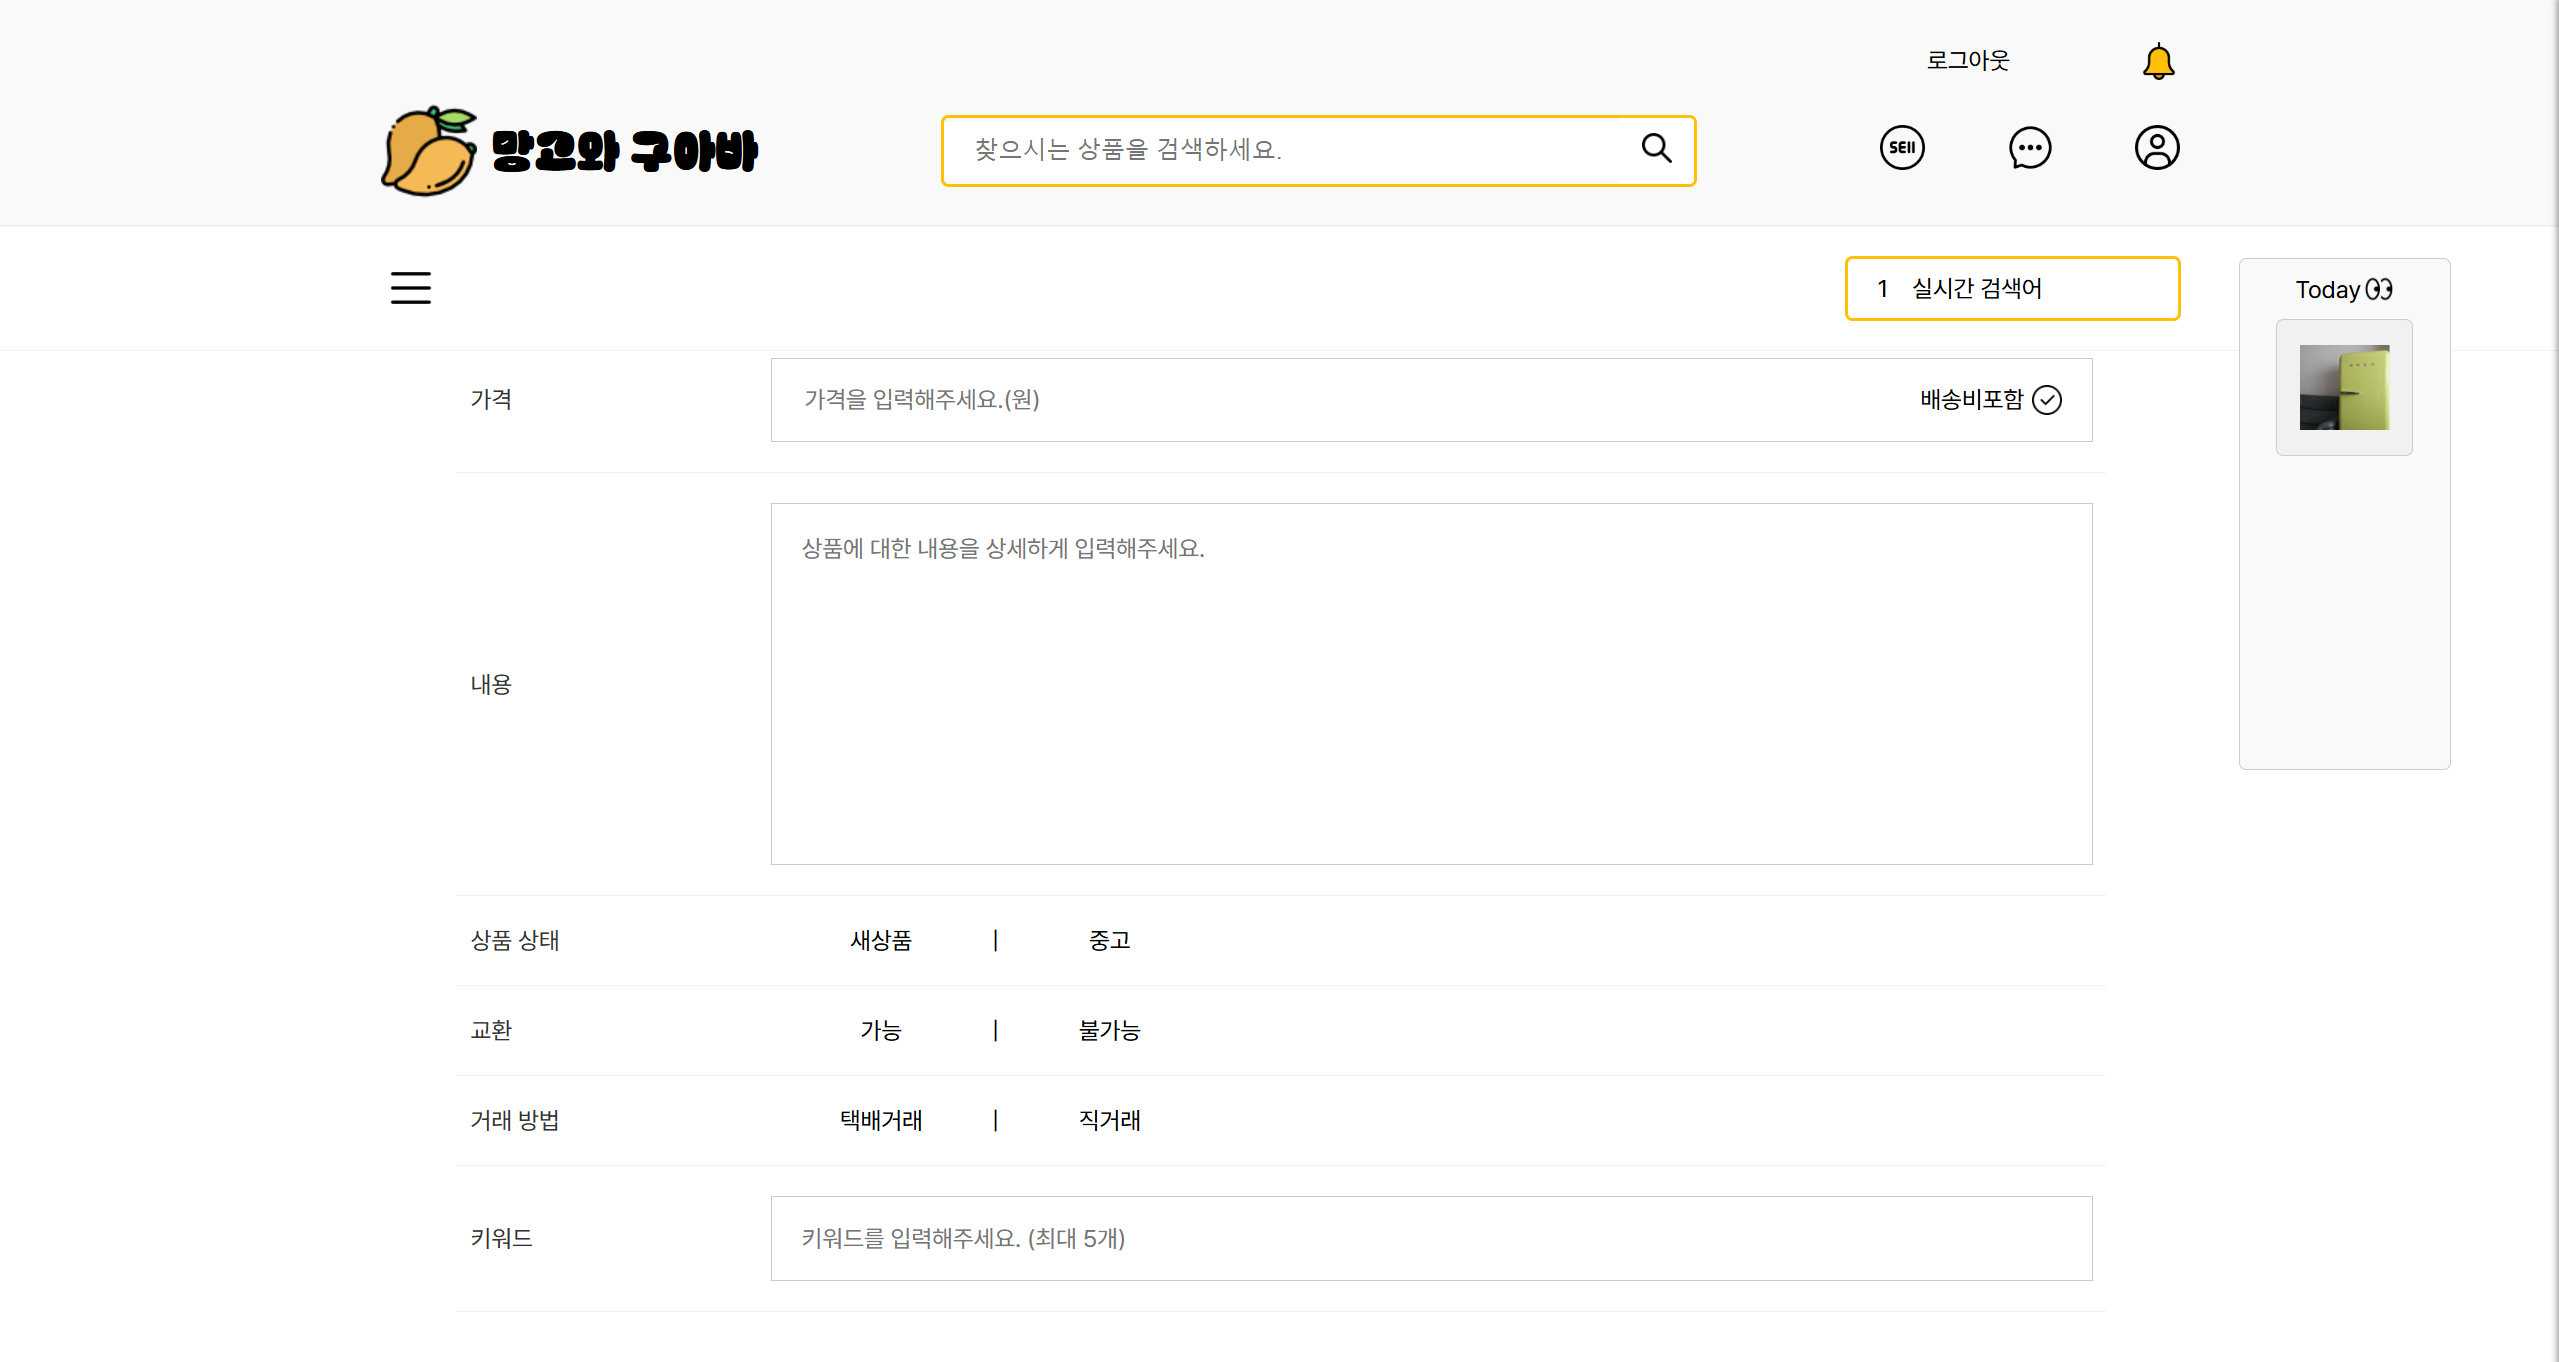 로그아웃
망고와 구아바
찾으시는 상품을 검색하세요.
SEll
1 실시간 검색어
Today
가격
가격을 입력해주세요.(원)
배송비포함
내용
상품에 대한 내용을 상세하게 입력해주세요.
상품 상태
새상품 | 중고
교환
가능 | 불가능
거래 방법
택배거래 | 직거래
키워드
키워드를 입력해주세요. (최대 5개)